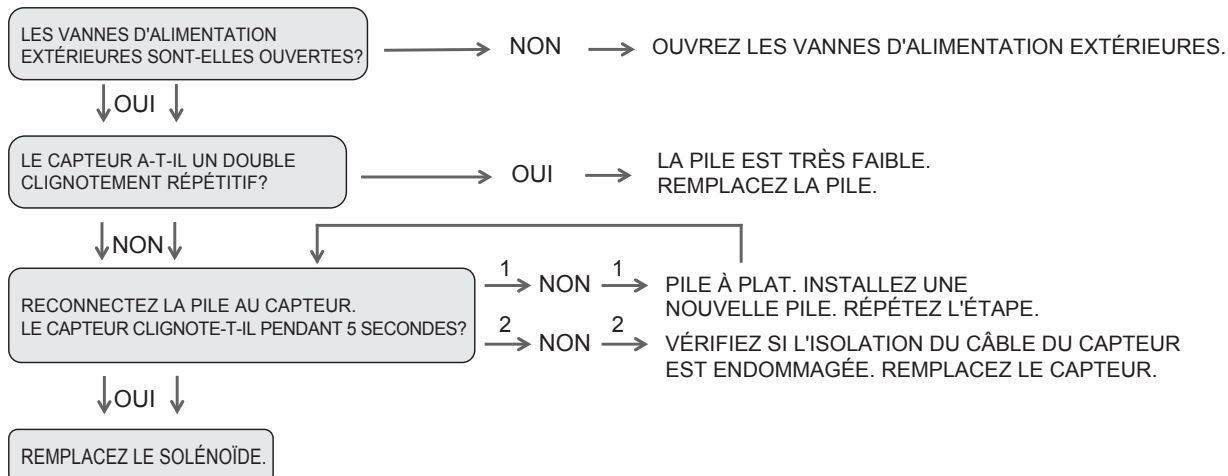 LES VANNES D'ALIMENTATION
EXTÉRIEURES SONT-ELLES OUVERTES?
NON
OUVREZ LES VANNES D'ALIMENTATION EXTÉRIEURES.
OUI
LE CAPTEUR A-T-IL UN DOUBLE
CLIGNOTEMENT RÉPÉTITIF?
OUI
LA PILE EST TRÈS FAIBLE.
REMPLACEZ LA PILE.
NON
RECONNECTEZ LA PILE AU CAPTEUR.
LE CAPTEUR CLIGNOTE-T-IL PENDANT 5 SECONDES?
1 NON 1
PILE À PLAT. INSTALLEZ UNE
NOUVELLE PILE. RÉPÉTEZ L'ÉTAPE.
2 NON 2
VÉRIFIEZ SI L'ISOLATION DU CÂBLE DU CAPTEUR
EST ENDOMMAGÉE. REMPLACEZ LE CAPTEUR.
OUI
REMPLACEZ LE SOLÉNOÏDE.